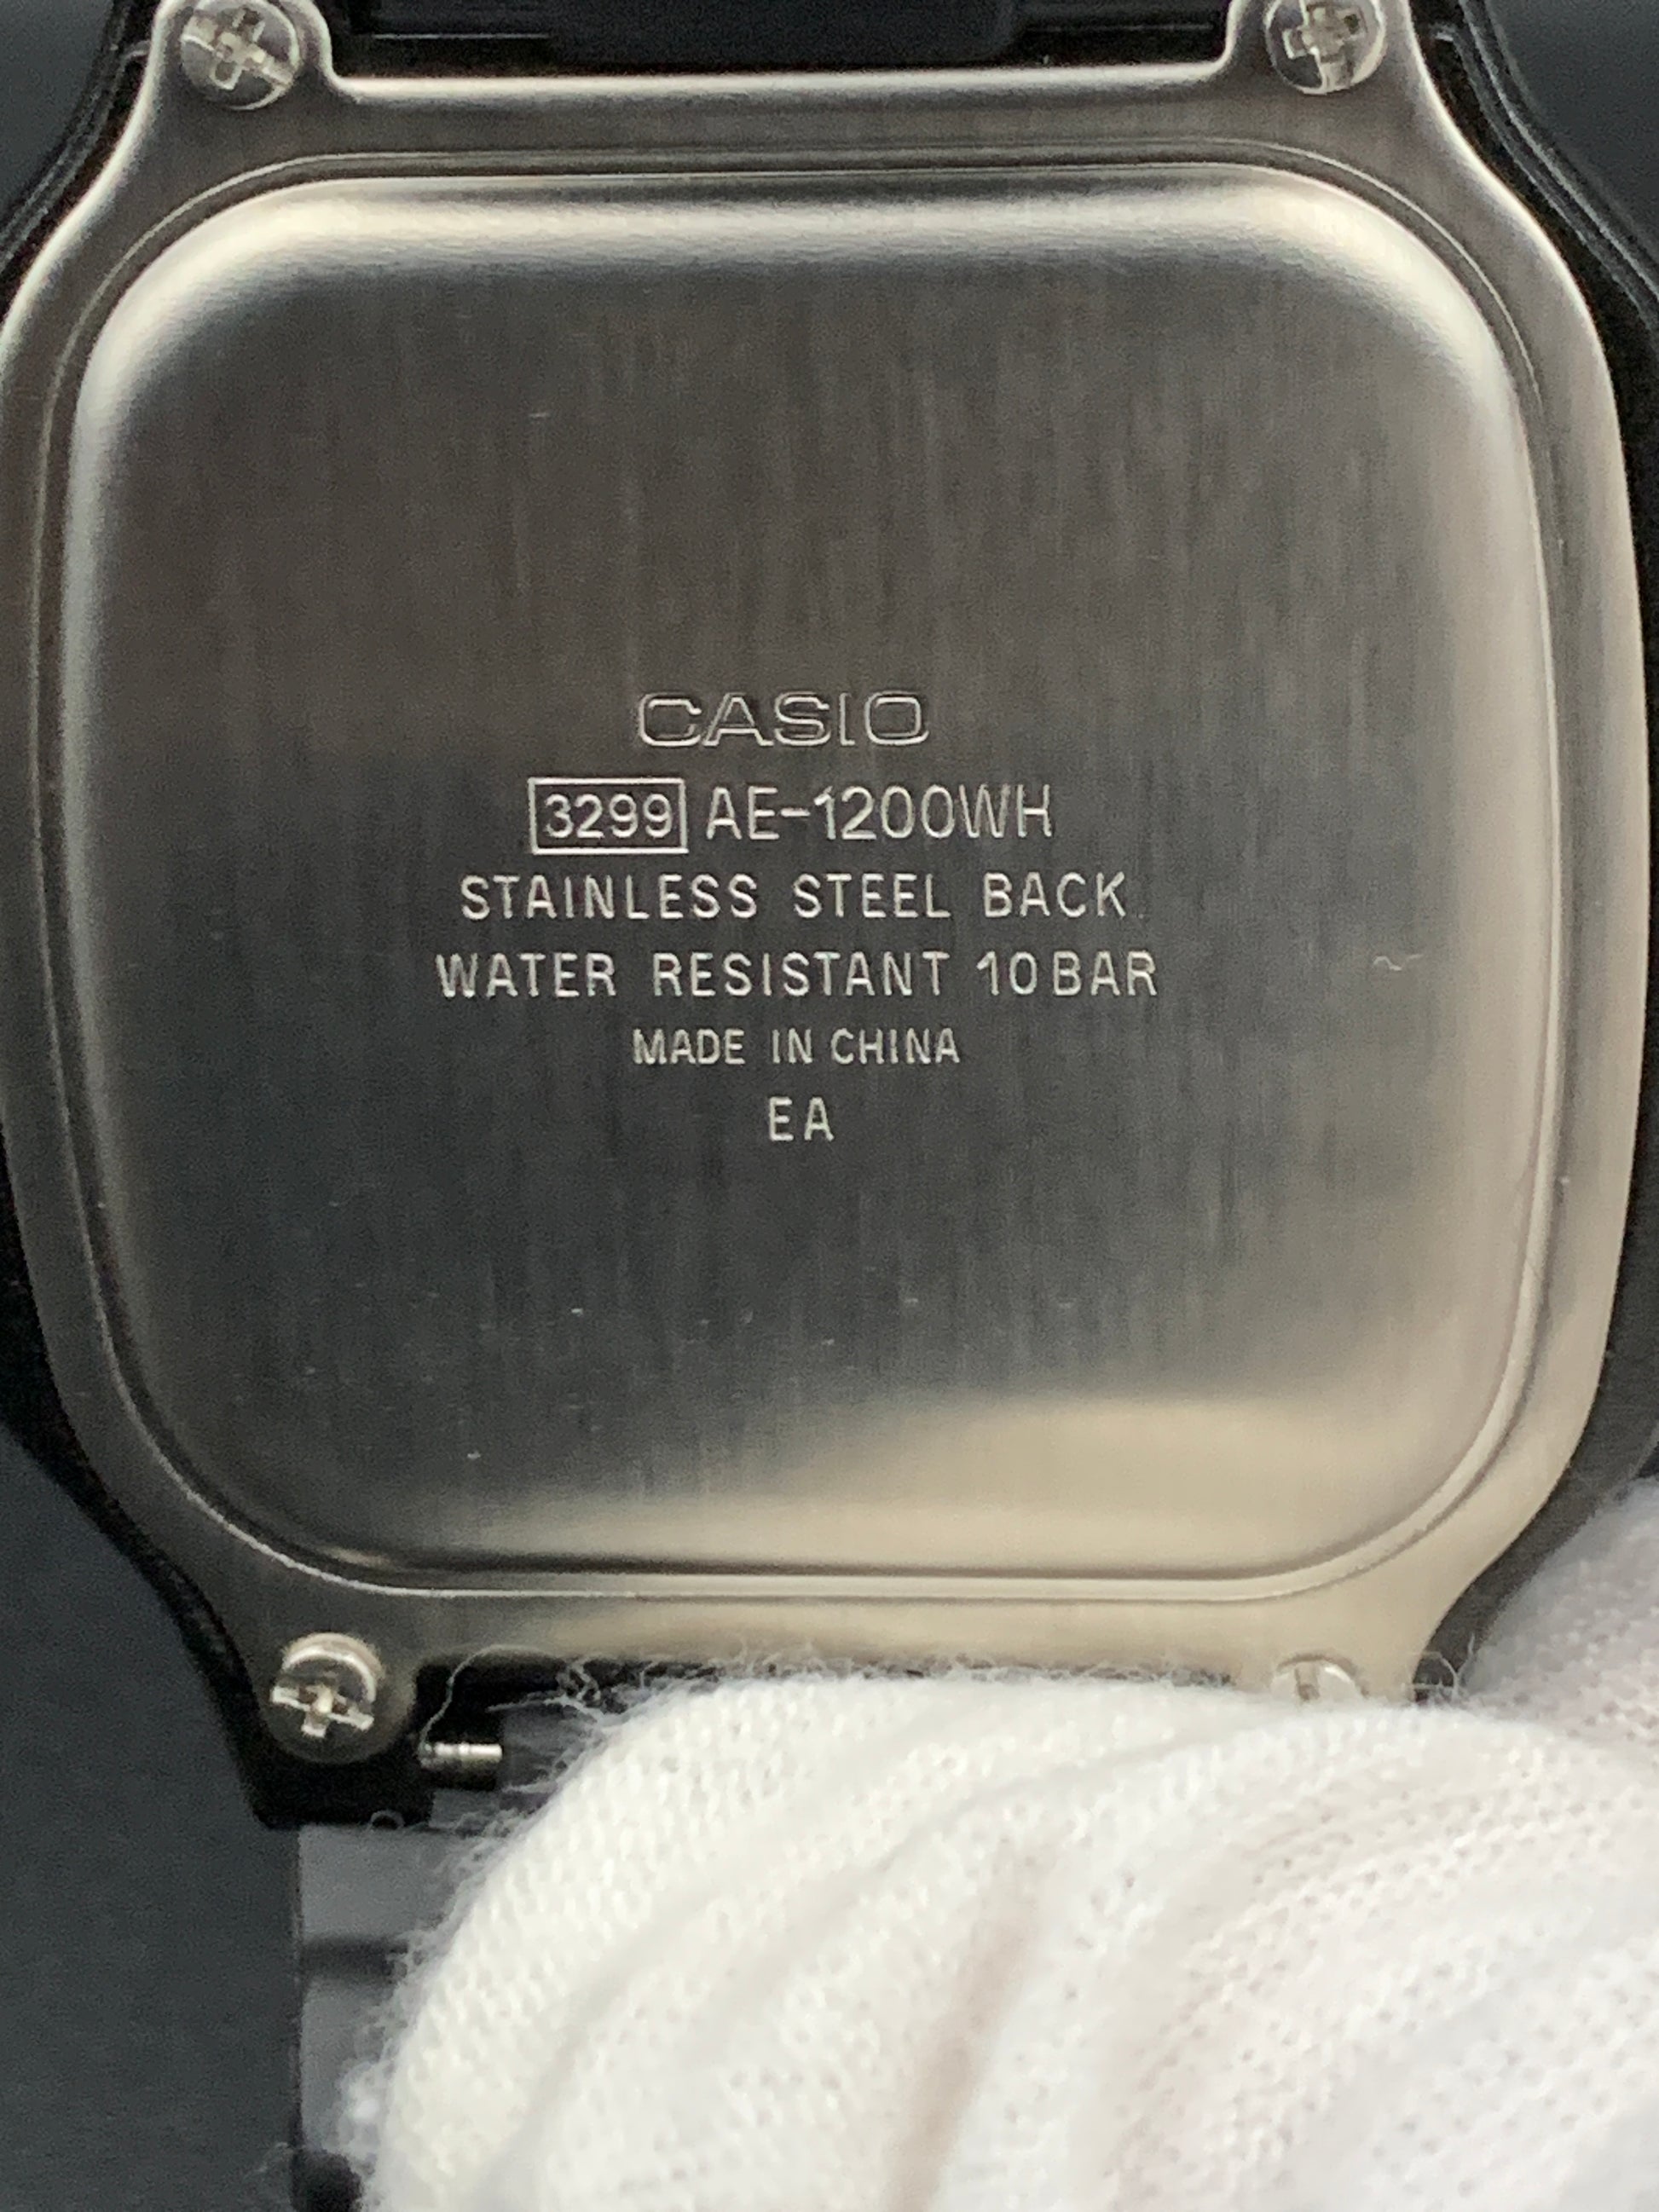 CASIO
3299 AE-1200WH
STAINLESS STEEL BACK
WATER RESISTANT 10BAR
MADE IN CHINA
EA